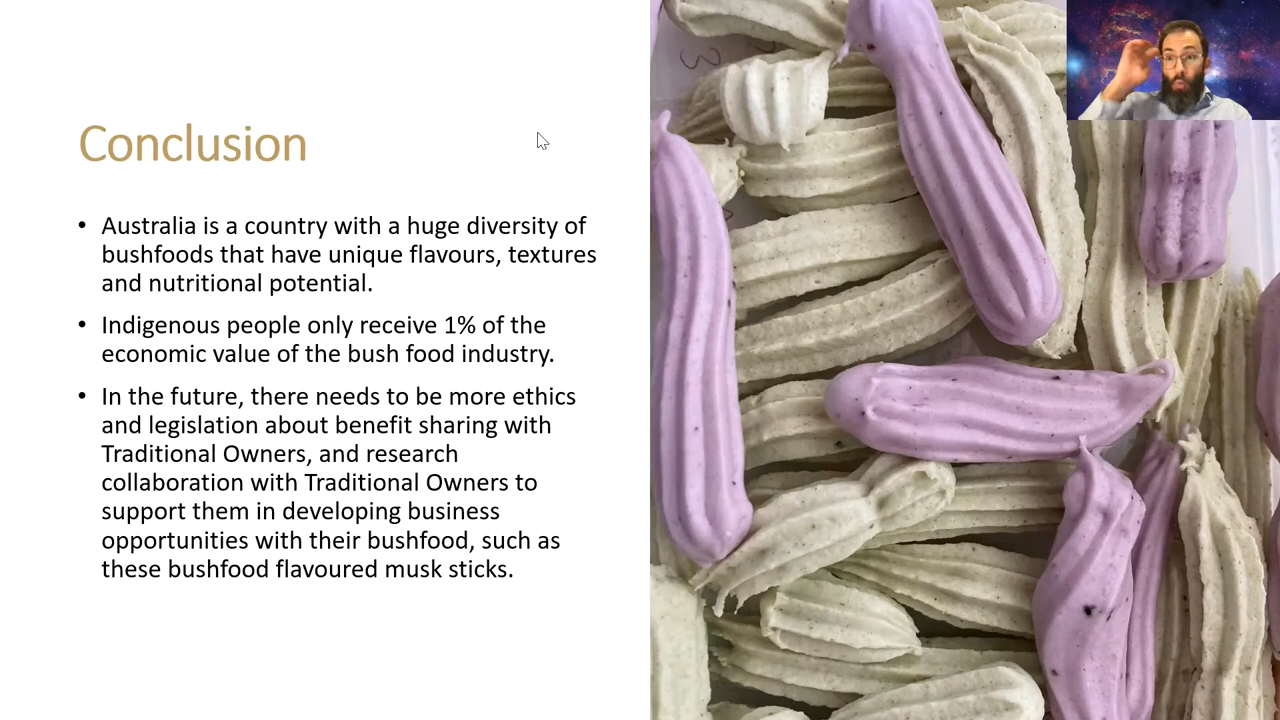 Conclusion
• Australia is a country with a huge diversity of
bushfoods that have unique flavours, textures
and nutritional potential.
• Indigenous people only receive 1% of the
economic value of the bush food industry.
• In the future, there needs to be more ethics
and legislation about benefit sharing with
Traditional Owners, and research
collaboration with Traditional Owners to
support them in developing business
opportunities with their bushfood, such as
these bushfood flavoured musk sticks.